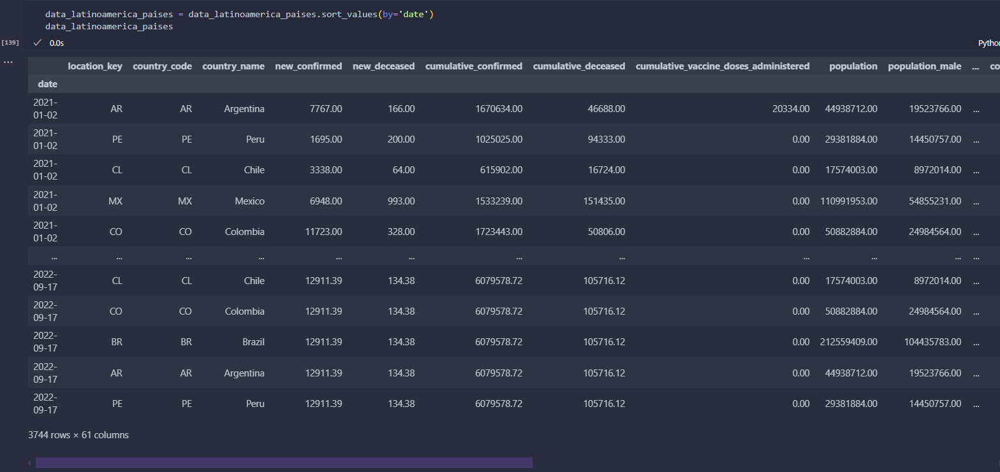 data_latinoamerica_paises = data_latinoamerica_paises.sort_values(by='date')
data_latinoamerica_paises
[139] ✓ 0.0s Python
... location_key country_code country_name new_confirmed new_deceased cumulative_confirmed cumulative_deceased cumulative_vaccine_doses_administered population population_male ... co
date
2021-01-02 AR AR Argentina 7767.00 166.00 1670634.00 46688.00 20334.00 44938712.00 19523766.00 ...
2021-01-02 PE PE Peru 1695.00 200.00 1025025.00 94333.00 0.00 29381884.00 14450757.00 ...
2021-01-02 CL CL Chile 3338.00 64.00 615902.00 16724.00 0.00 17574003.00 8972014.00 ...
2021-01-02 MX MX Mexico 6948.00 993.00 1533239.00 151435.00 0.00 110991953.00 54855231.00 ...
2021-01-02 CO CO Colombia 11723.00 328.00 1723443.00 50806.00 0.00 50882884.00 24984564.00 ...
... ... ... ... ... ... ... ... ... ... ... ...
2022-09-17 CL CL Chile 12911.39 134.38 6079578.72 105716.12 0.00 17574003.00 8972014.00 ...
2022-09-17 CO CO Colombia 12911.39 134.38 6079578.72 105716.12 0.00 50882884.00 24984564.00 ...
2022-09-17 BR BR Brazil 12911.39 134.38 6079578.72 105716.12 0.00 212559409.00 104435783.00 ...
2022-09-17 AR AR Argentina 12911.39 134.38 6079578.72 105716.12 0.00 44938712.00 19523766.00 ...
2022-09-17 PE PE Peru 12911.39 134.38 6079578.72 105716.12 0.00 29381884.00 14450757.00 ...
3744 rows × 61 columns